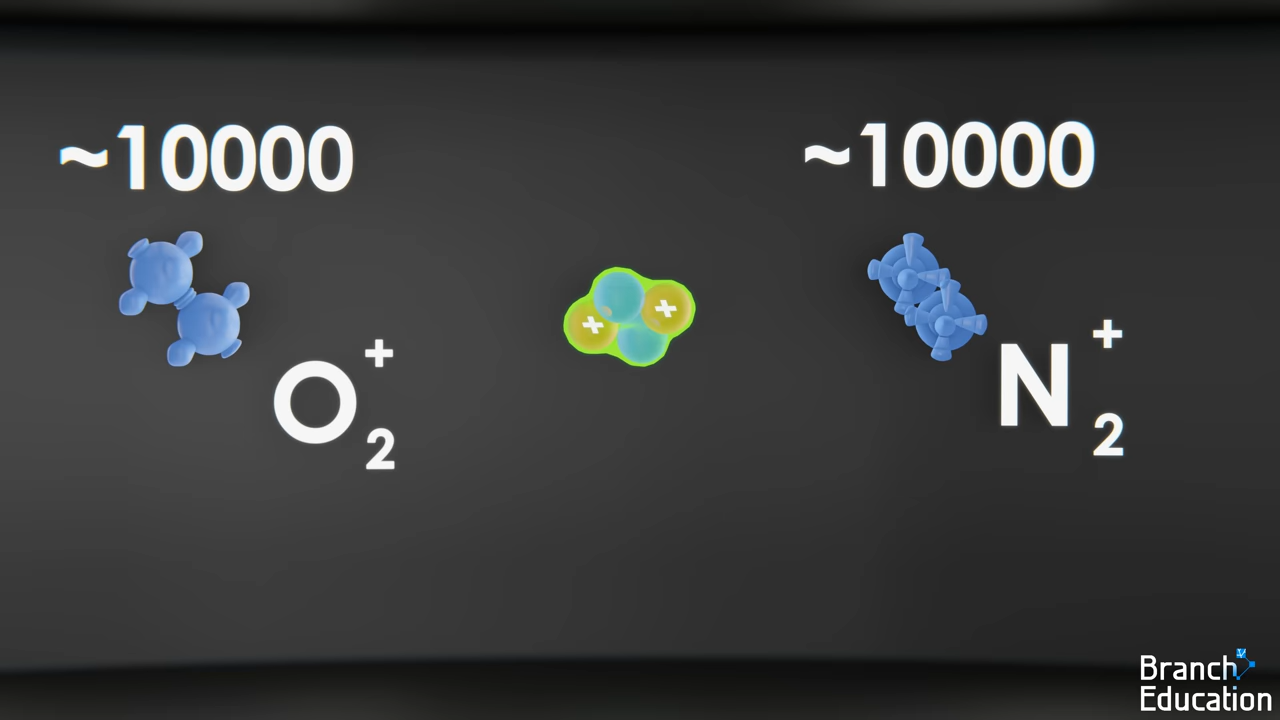 ~10000
~10000
+ +
O₂⁺
N₂⁺
Branch
Education